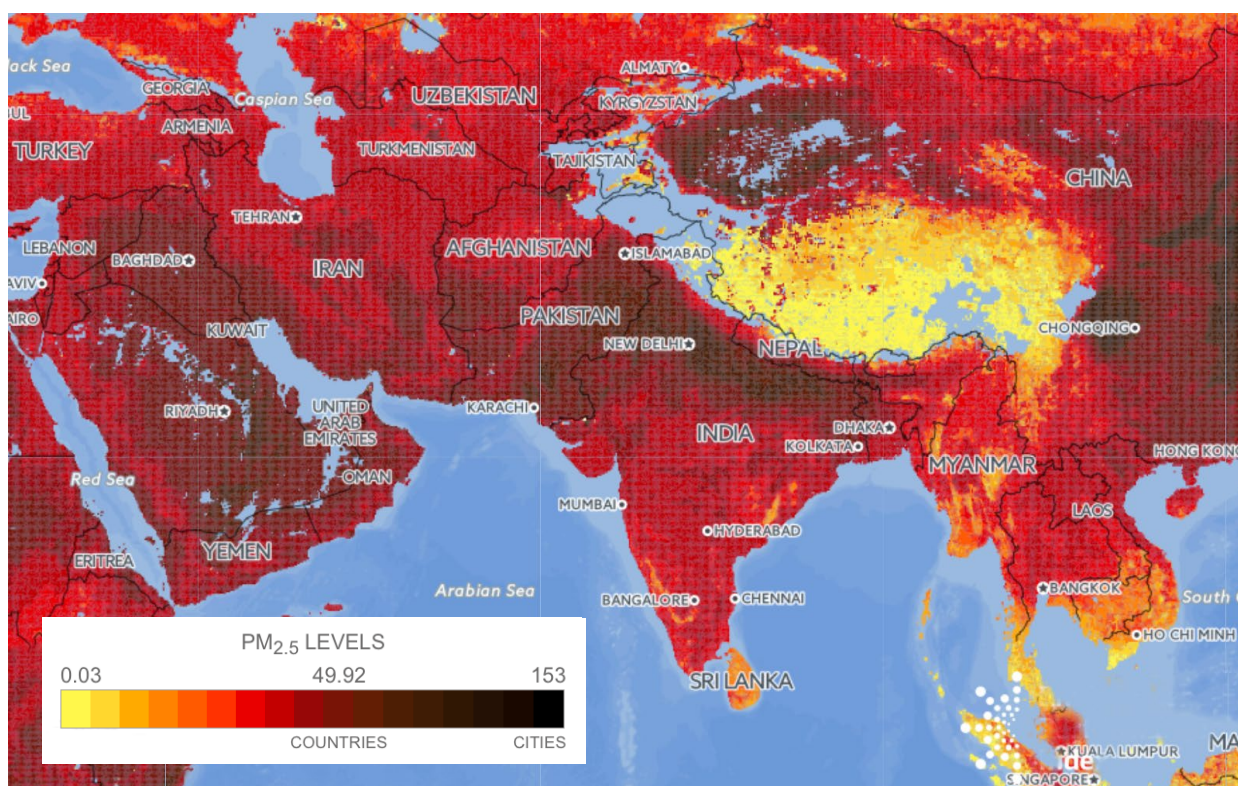 lack Sea
GEORGIA
Caspian Sea
ALMATY
UZBEKISTAN
KYRGYZSTAN
BUL
ARMENIA
TURKEY
TURKMENISTAN
TAJIKISTAN
CHINA
TEHRAN
LEBANON
BAGHDAD
IRAN
AFGHANISTAN
ISLAMABAD
AVIV
AIRO
KUWAIT
PAKISTAN
NEW DELHI
NEPAL
CHONGQING
RIYADH
UNITED
ARAB
EMIRATES
KARACHI
INDIA
DHAKA
KOLKATA
HONG KONG
Red Sea
OMAN
MYANMAR
MUMBAI
LAOS
HYDERABAD
YEMEN
ERITREA
Arabian Sea
BANGALORE
CHENNAI
BANGKOK
South C
HO CHI MINH
SRI LANKA
KUALA LUMPUR
MA
de
SINGAPORE
PM2.5 LEVELS
0.03 49.92 153
COUNTRIES CITIES